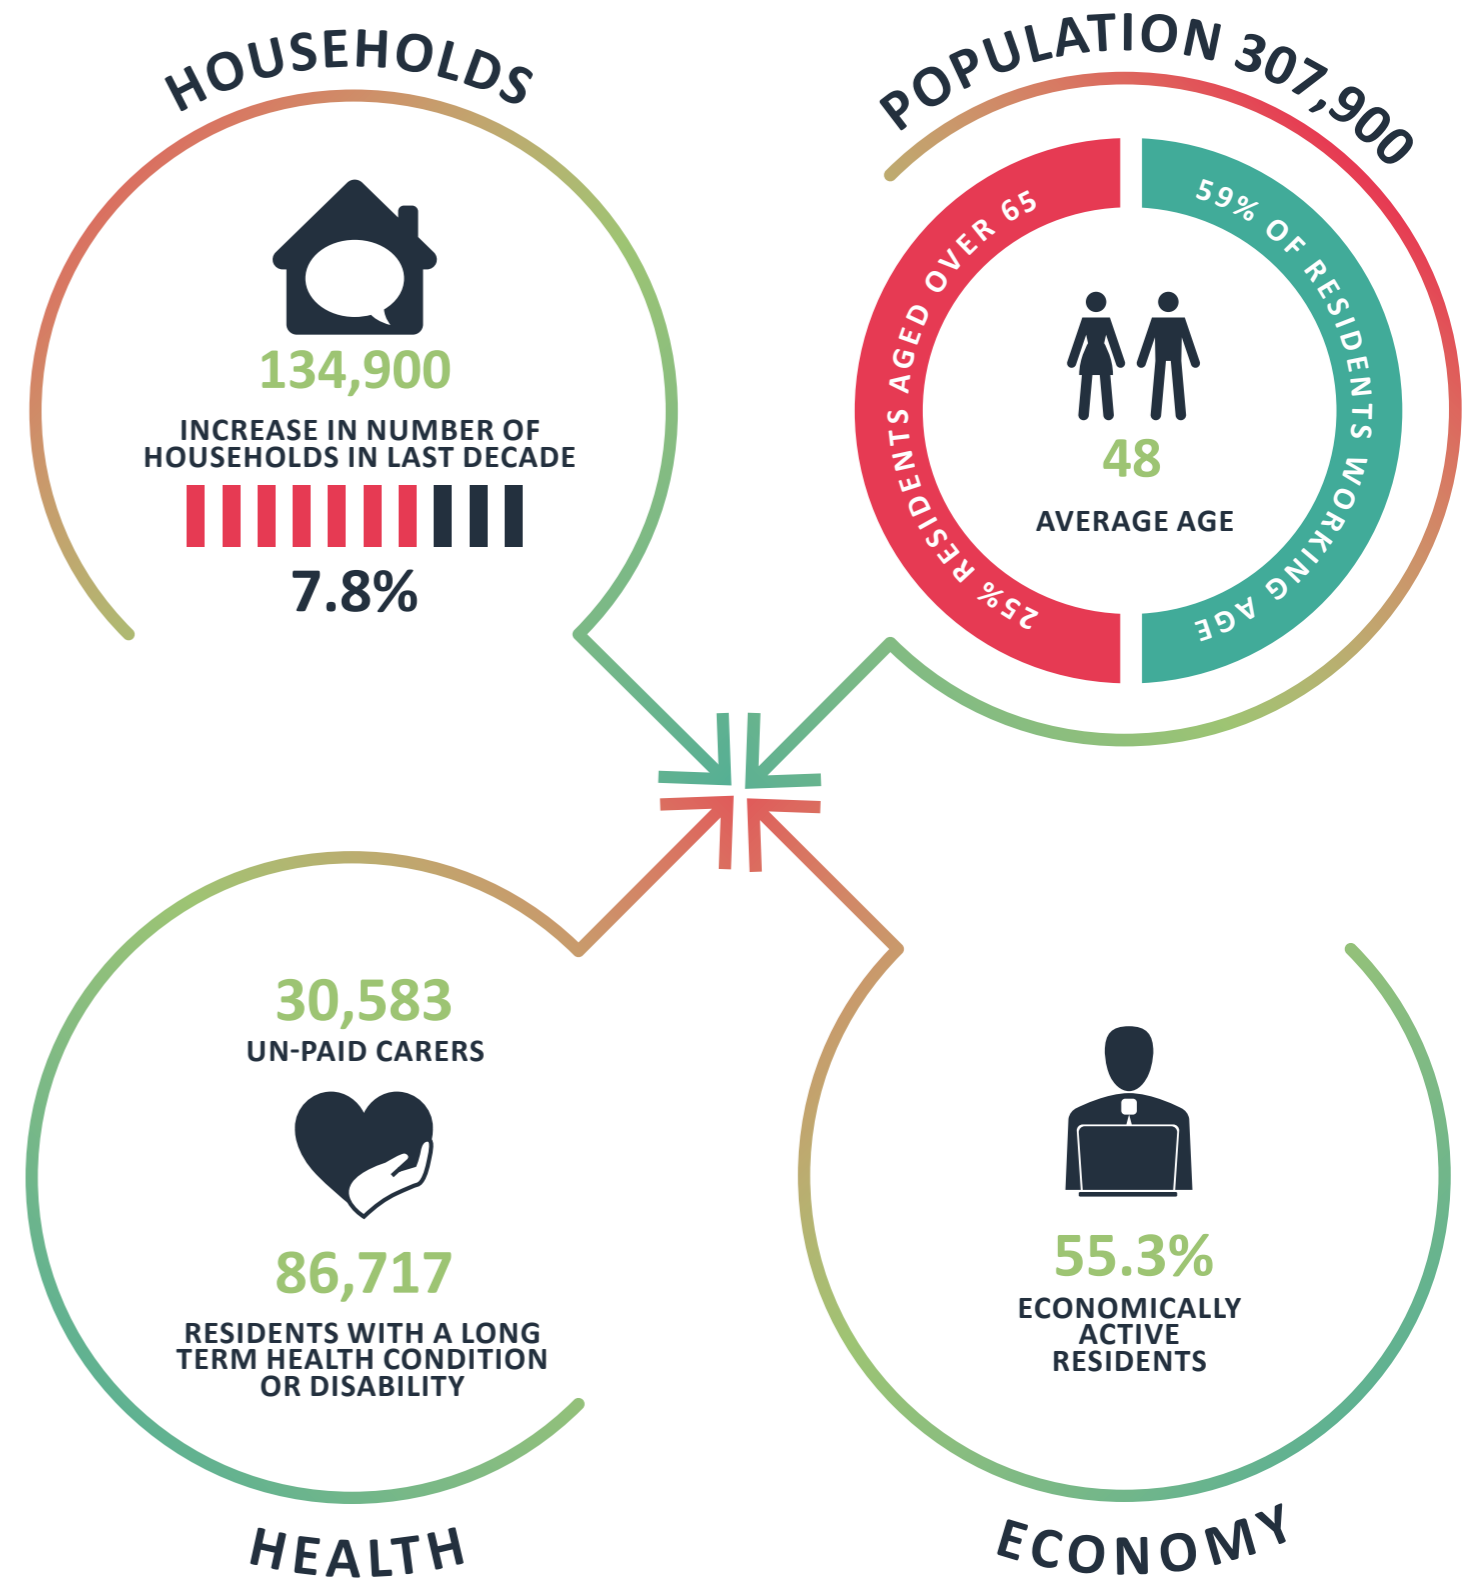 HOUSEHOLDS
134,900
INCREASE IN NUMBER OF
HOUSEHOLDS IN LAST DECADE
7.8%
POPULATION 307,900
25% RESIDENTS AGED OVER 65
59% OF RESIDENTS WORKING AGE
48
AVERAGE AGE
30,583
UN-PAID CARERS
86,717
RESIDENTS WITH A LONG
TERM HEALTH CONDITION
OR DISABILITY
HEALTH
55.3%
ECONOMICALLY
ACTIVE
RESIDENTS
ECONOMY